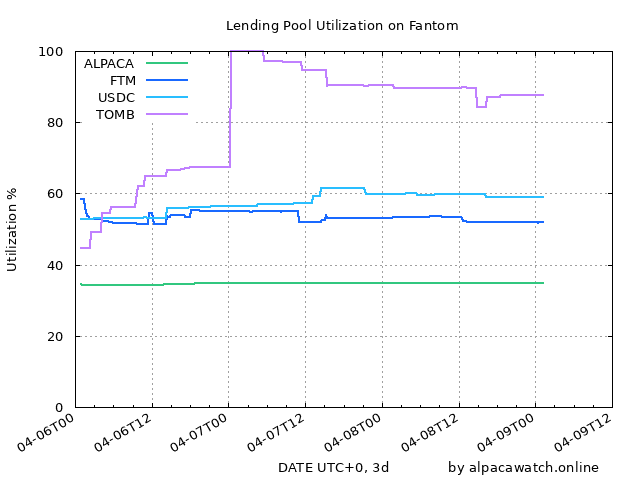 Lending Pool Utilization on Fantom
ALPACA
FTM
USDC
TOMB
Utilization %
100
80
60
40
20
0
04-06T00
04-06T12
04-07T00
04-07T12
04-08T00
04-08T12
04-09T00
04-09T12
DATE UTC+0, 3d
by alpacawatch.online